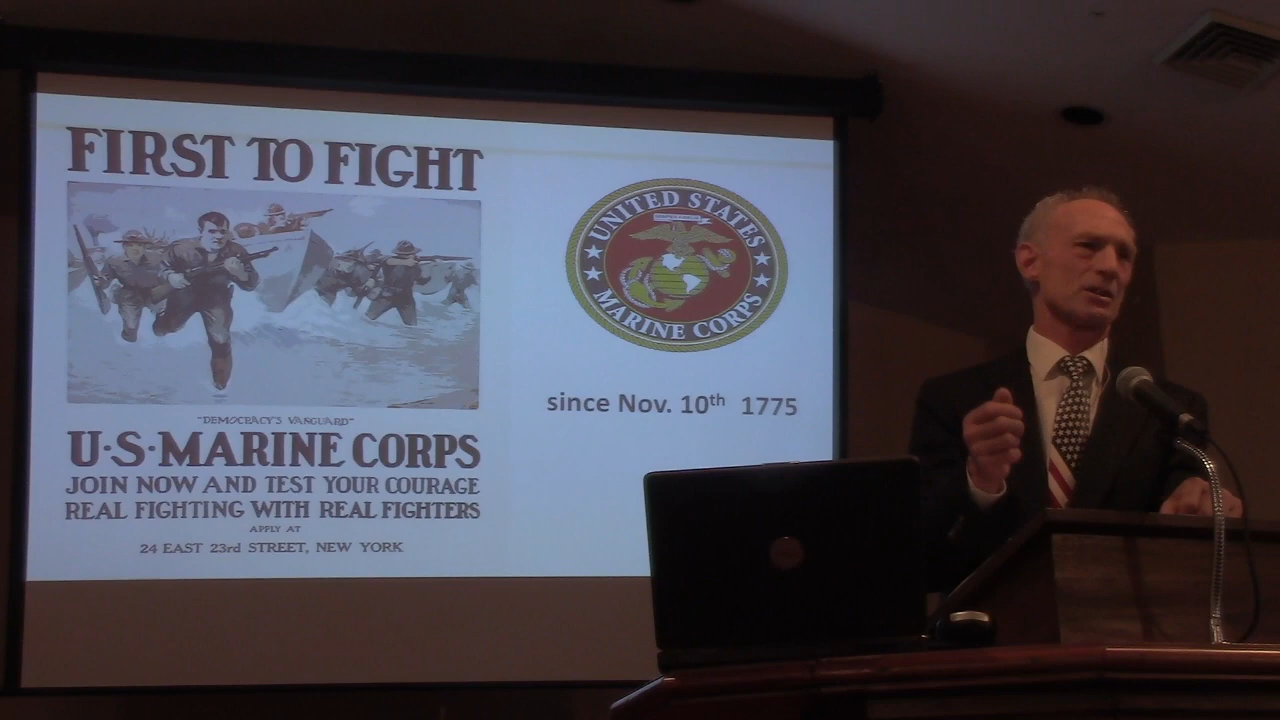 FIRST TO FIGHT
"DEMOCRACY'S VANGUARD"
U·S·MARINE CORPS
JOIN NOW AND TEST YOUR COURAGE
REAL FIGHTING WITH REAL FIGHTERS
APPLY AT
24 EAST 23rd STREET, NEW YORK
UNITED STATES
MARINE CORPS
since Nov. 10th 1775